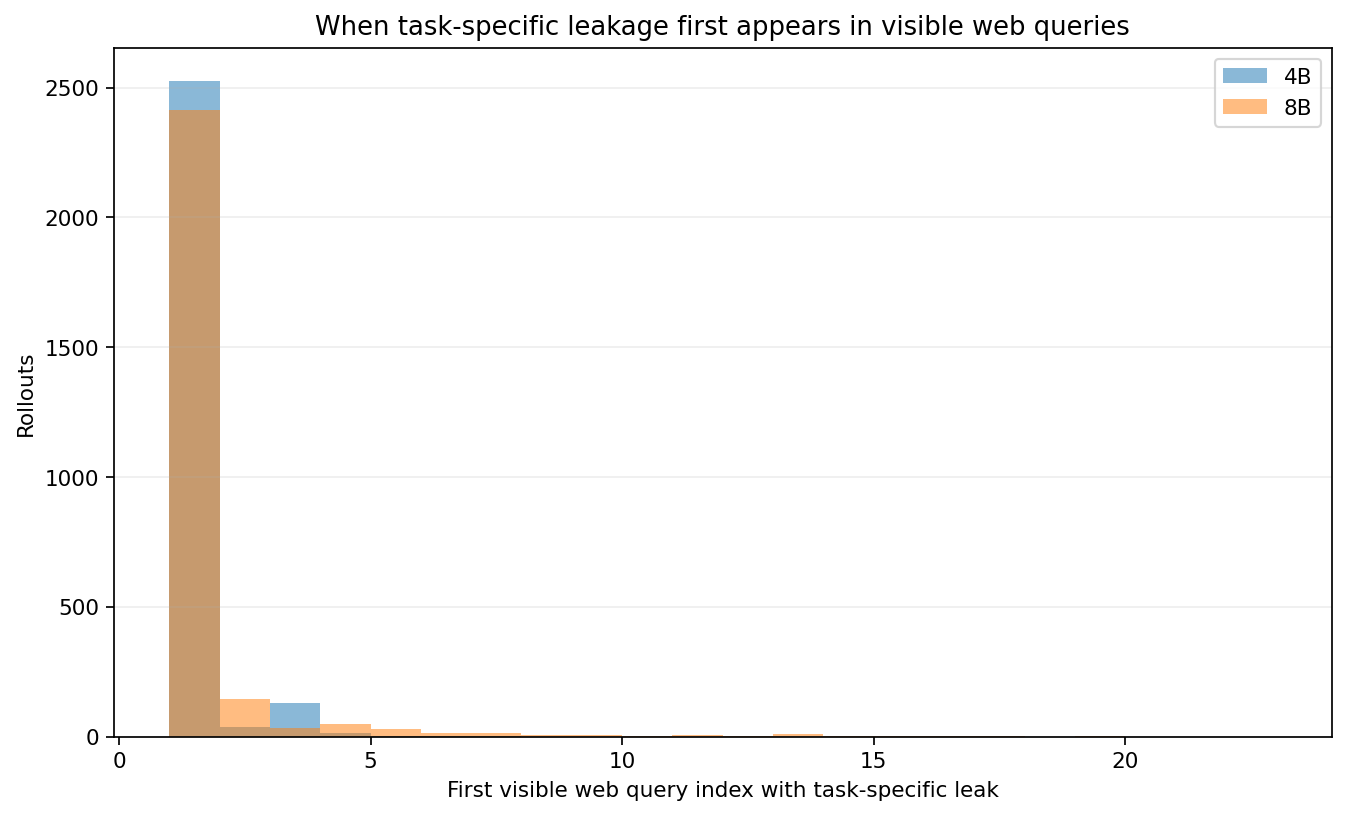 When task-specific leakage first appears in visible web queries
4B
8B
2500
2000
1500
1000
500
0
Rollouts
0 5 10 15 20
First visible web query index with task-specific leak